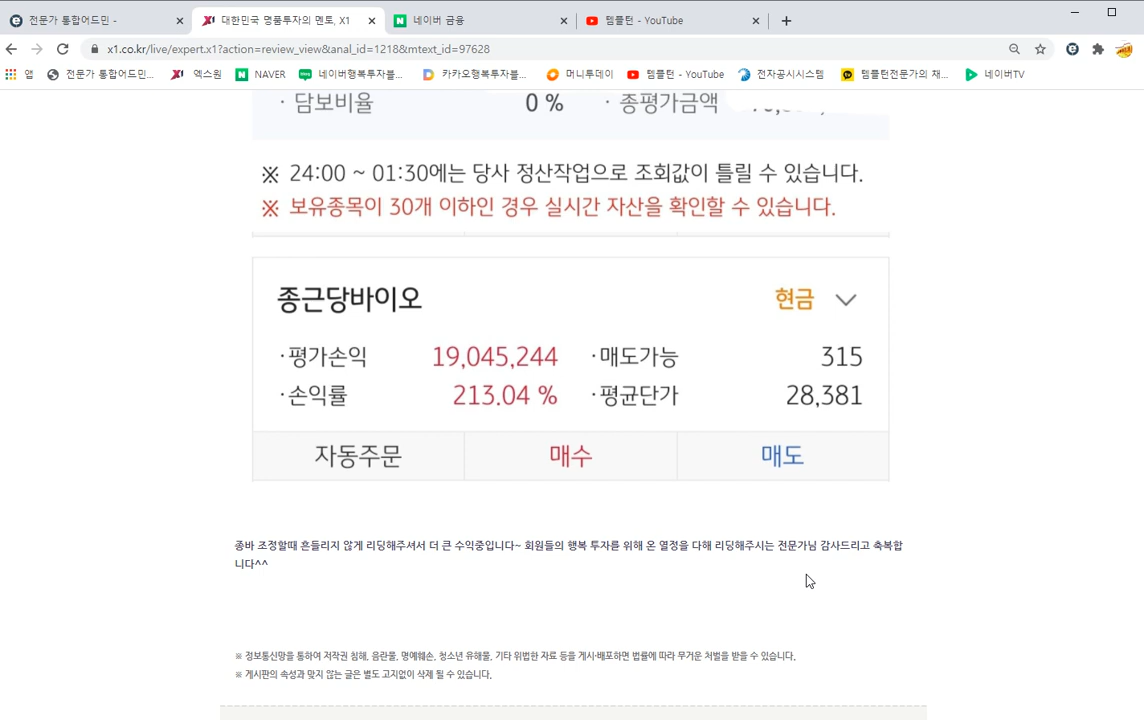 전문가 통합어드민 -
대한민국 명품투자의 멘토, X1
네이버 금융
템플턴 - YouTube
x1.co.kr/live/expert.x1?action=review_view&anal_id=1218&mtext_id=97628
앱 전문가 통합어드민... 엑스원 NAVER 네이버행복투자를... 카카오행복투자를... 머니투데이 템플턴 - YouTube 전자공시시스템 템플턴전문가의 재... 네이버TV
· 담보비율 0 % · 종평가금액
※ 24:00 ~ 01:30에는 당사 정산작업으로 조회값이 틀릴 수 있습니다.
※ 보유종목이 30개 이하인 경우 실시간 자산을 확인할 수 있습니다.
종근당바이오 현금
·평가손익 19,045,244 ·매도가능 315
·손익률 213.04 % ·평균단가 28,381
자동주문 매수 매도
종바 조정할때 흔들리지 않게 리딩해주셔서 더 큰 수익중입니다~ 회원들의 행복 투자를 위해 온 열정을 다해 리딩해주시는 전문가님 감사드리고 축복합
니다^^
※ 정보통신망을 통하여 저작권 침해, 음란물, 명예훼손, 청소년 유해물, 기타 위법한 자료 등을 게시·배포하면 법률에 따라 무거운 처벌을 받을 수 있습니다.
※ 게시판의 속성과 맞지 않는 글은 별도 고지없이 삭제 될 수 있습니다.